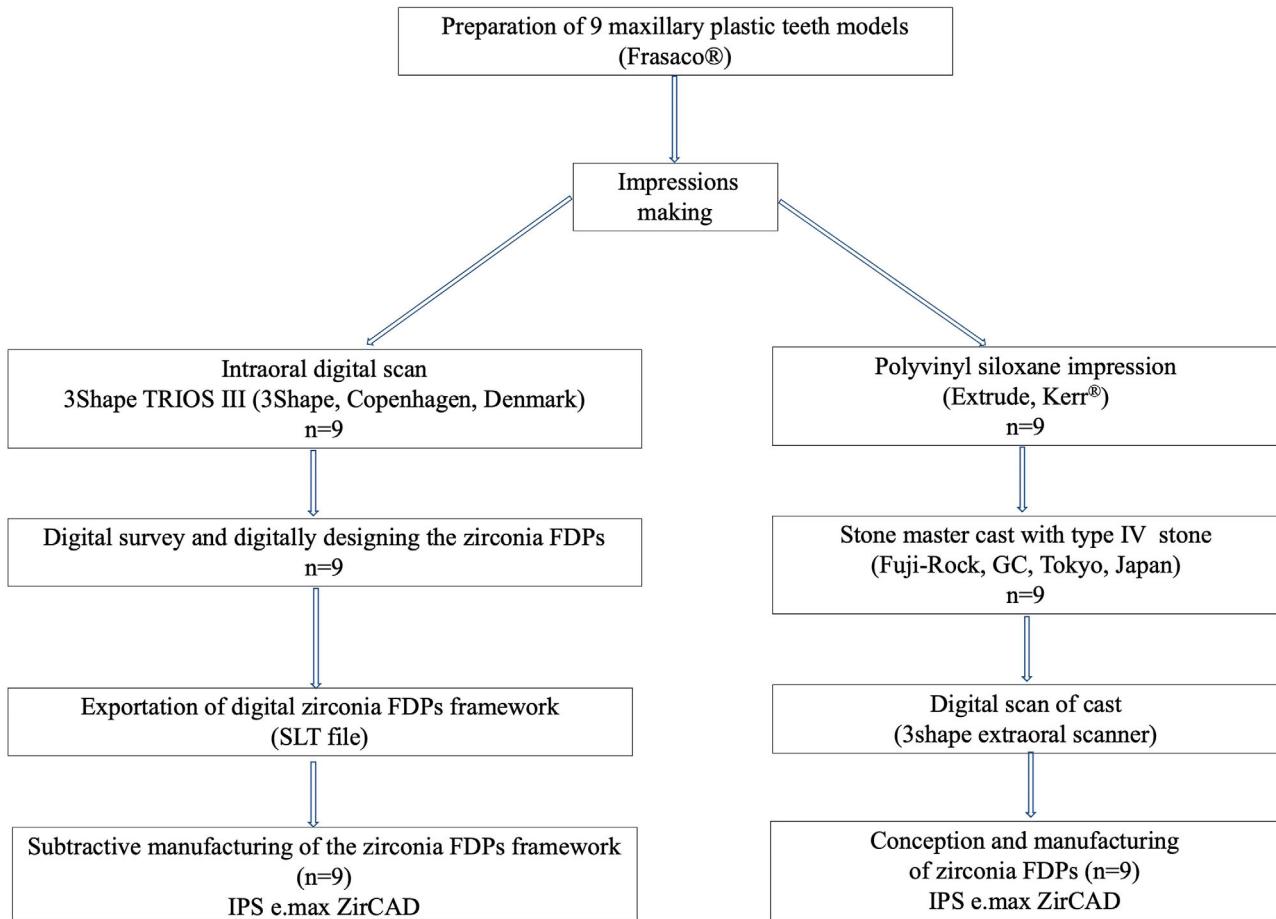 Preparation of 9 maxillary plastic teeth models
(Frasaco®)
Impressions
making
Intraoral digital scan
3Shape TRIOS III (3Shape, Copenhagen, Denmark)
n=9
Digital survey and digitally designing the zirconia FDPs
n=9
Exportation of digital zirconia FDPs framework
(SLT file)
Subtractive manufacturing of the zirconia FDPs framework
(n=9)
IPS e.max ZirCAD
Polyvinyl siloxane impression
(Extrude, Kerr®)
n=9
Stone master cast with type IV stone
(Fuji-Rock, GC, Tokyo, Japan)
n=9
Digital scan of cast
(3shape extraoral scanner)
Conception and manufacturing
of zirconia FDPs (n=9)
IPS e.max ZirCAD